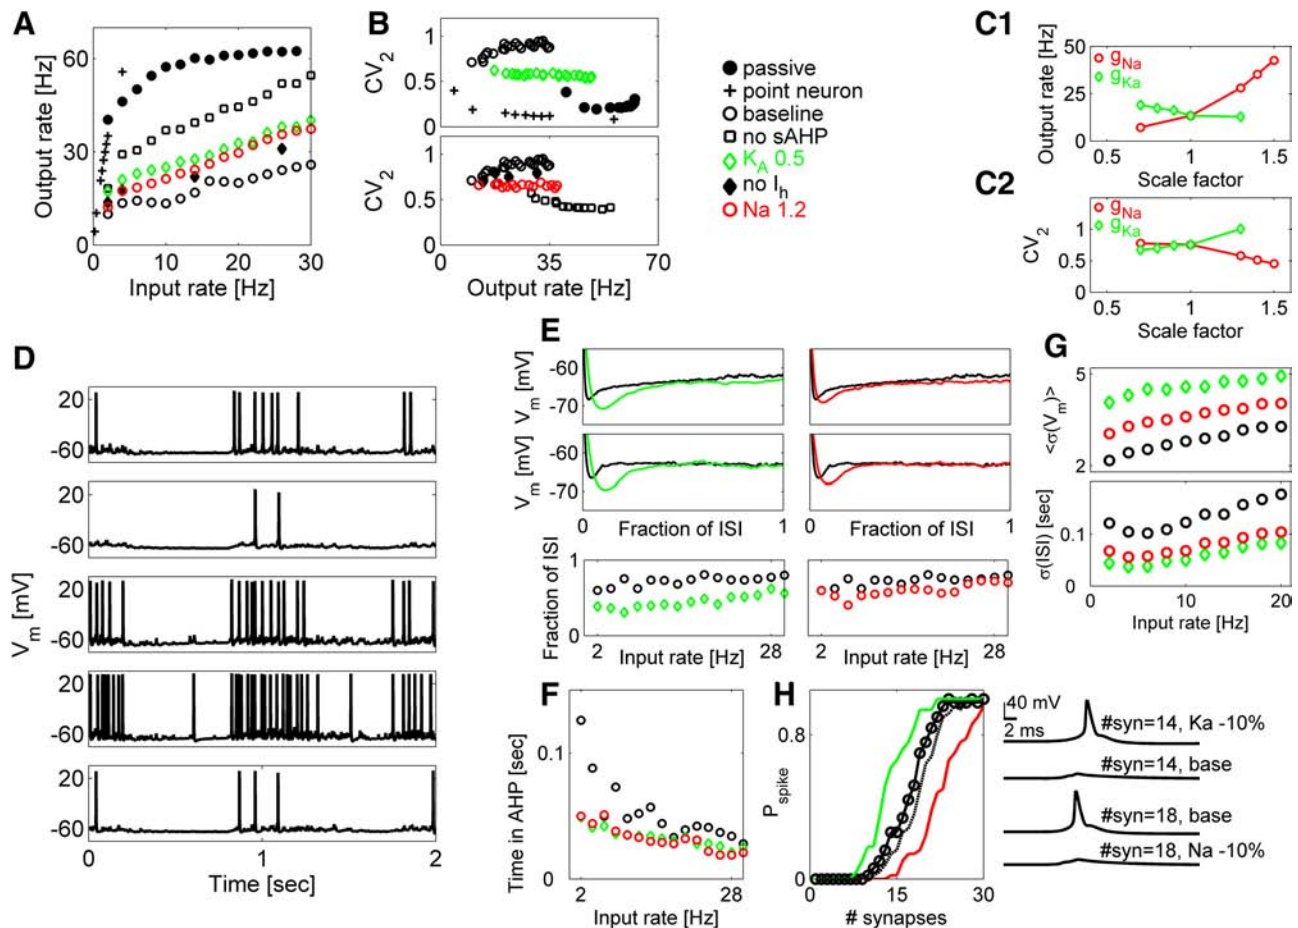 A
Output rate [Hz]
60
30
0
0 10 20 30
Input rate [Hz]
B
CV2
1
0.5
0
CV2
1
0.5
0
0 35 70
Output rate [Hz]
passive
point neuron
baseline
no sAHP
KA 0.5
no Ih
Na 1.2
C1
Output rate [Hz]
50
25
0
gNa
gKa
0.5 1 1.5
Scale factor
C2
CV2
1.5
1
0.5
0
gNa
gKa
0.5 1 1.5
Scale factor
D
Vm [mV]
20
-60
20
-60
20
-60
20
-60
20
-60
0 1 2
Time [sec]
E
Vm [mV]
-60
-70
Vm [mV]
-60
-70
-60
-70
-60
-70
0 Fraction of ISI 1
0 Fraction of ISI 1
Fraction of ISI
1
0
2 Input rate [Hz] 28
2 Input rate [Hz] 28
F
Time in AHP [sec]
0.1
0
2 28
Input rate [Hz]
G
<σ(Vm)>
5
2
σ(ISI) [sec]
0.1
0
0 10 20
Input rate [Hz]
H
Pspike
0.8
0
15 30
# synapses
40 mV
2 ms
#syn=14, Ka -10%
#syn=14, base
#syn=18, base
#syn=18, Na -10%